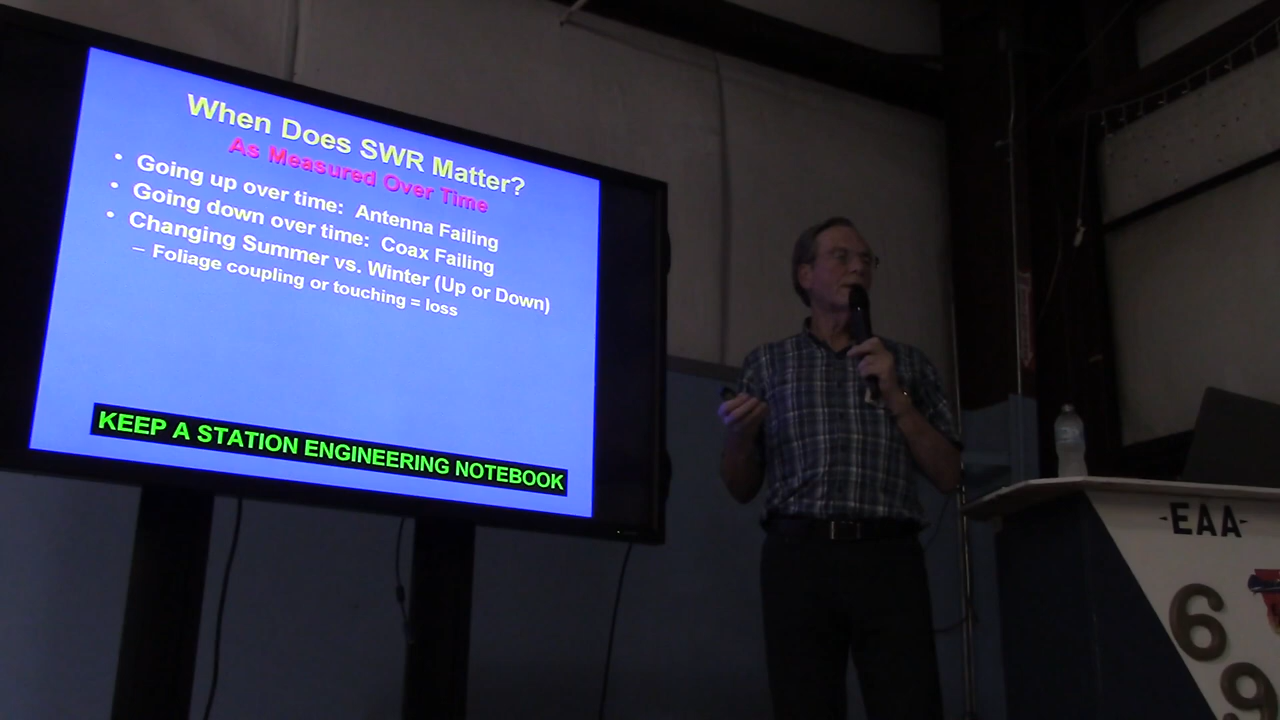 When Does SWR Matter?
As Measured Over Time
• Going up over time: Antenna Failing
• Going down over time: Coax Failing
• Changing Summer vs. Winter (Up or Down)
– Foliage coupling or touching = loss
KEEP A STATION ENGINEERING NOTEBOOK
-EAA-
6
9